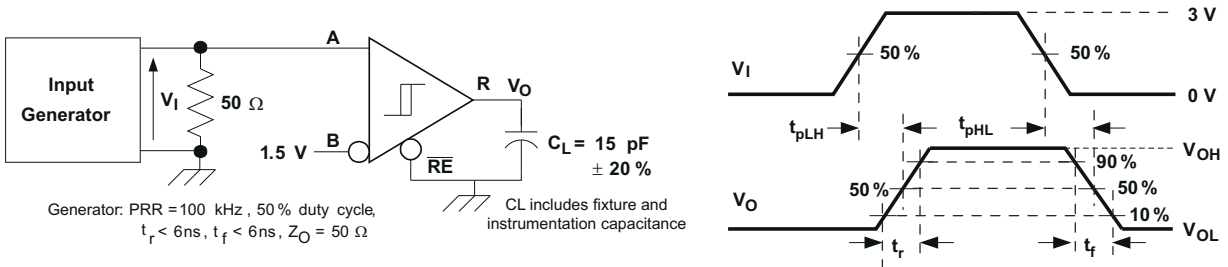 Input
Generator
V_I
50 Ω
A
B
1.5 V
R
V_O
RE
C_L = 15 pF
± 20 %
Generator: PRR = 100 kHz , 50 % duty cycle,
t_r < 6ns , t_f < 6ns , Z_O = 50 Ω
CL includes fixture and
instrumentation capacitance
3 V
50 %
50 %
V_I
0 V
t_pLH
t_pHL
V_OH
90 %
50 %
50 %
V_O
10 %
V_OL
t_r
t_f